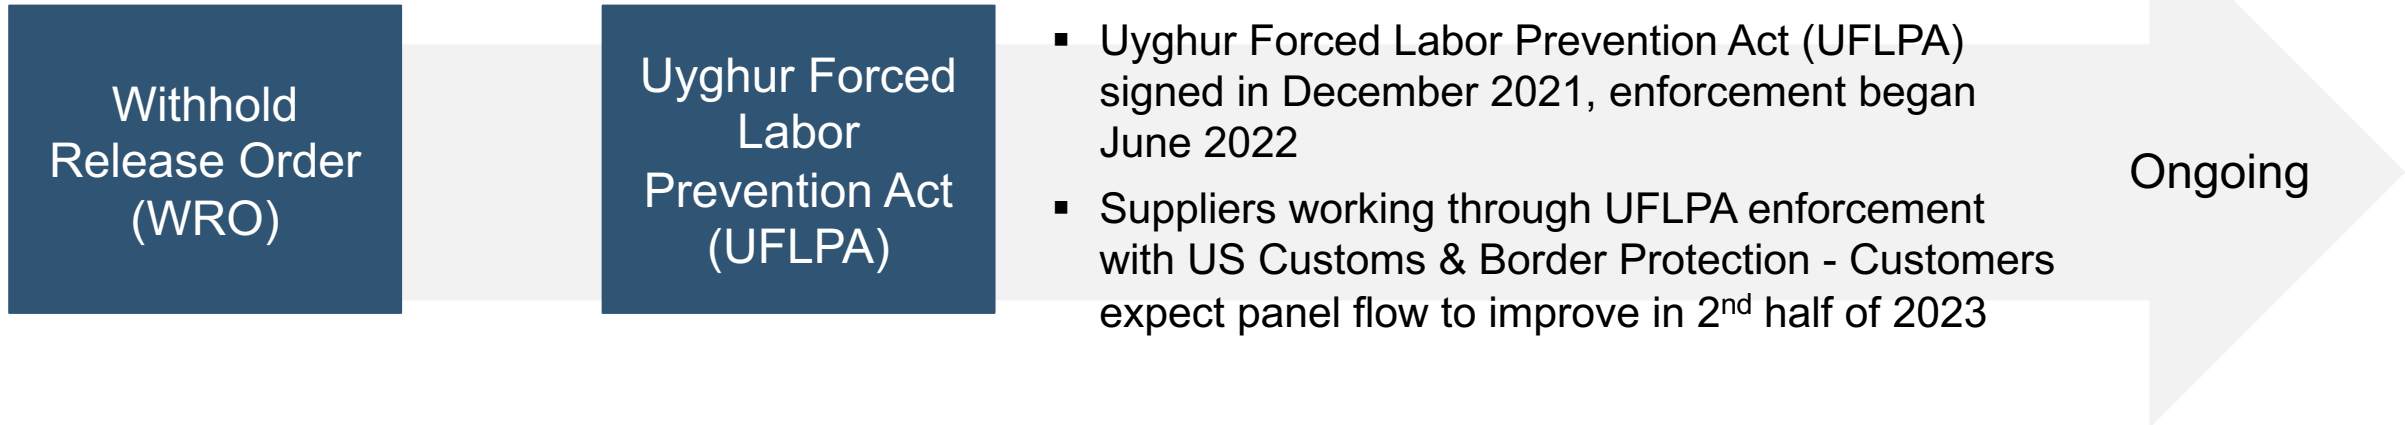 Withhold
Release Order
(WRO)
Uyghur Forced
Labor
Prevention Act
(UFLPA)
▪ Uyghur Forced Labor Prevention Act (UFLPA)
signed in December 2021, enforcement began
June 2022
▪ Suppliers working through UFLPA enforcement
with US Customs & Border Protection - Customers
expect panel flow to improve in 2nd half of 2023
Ongoing